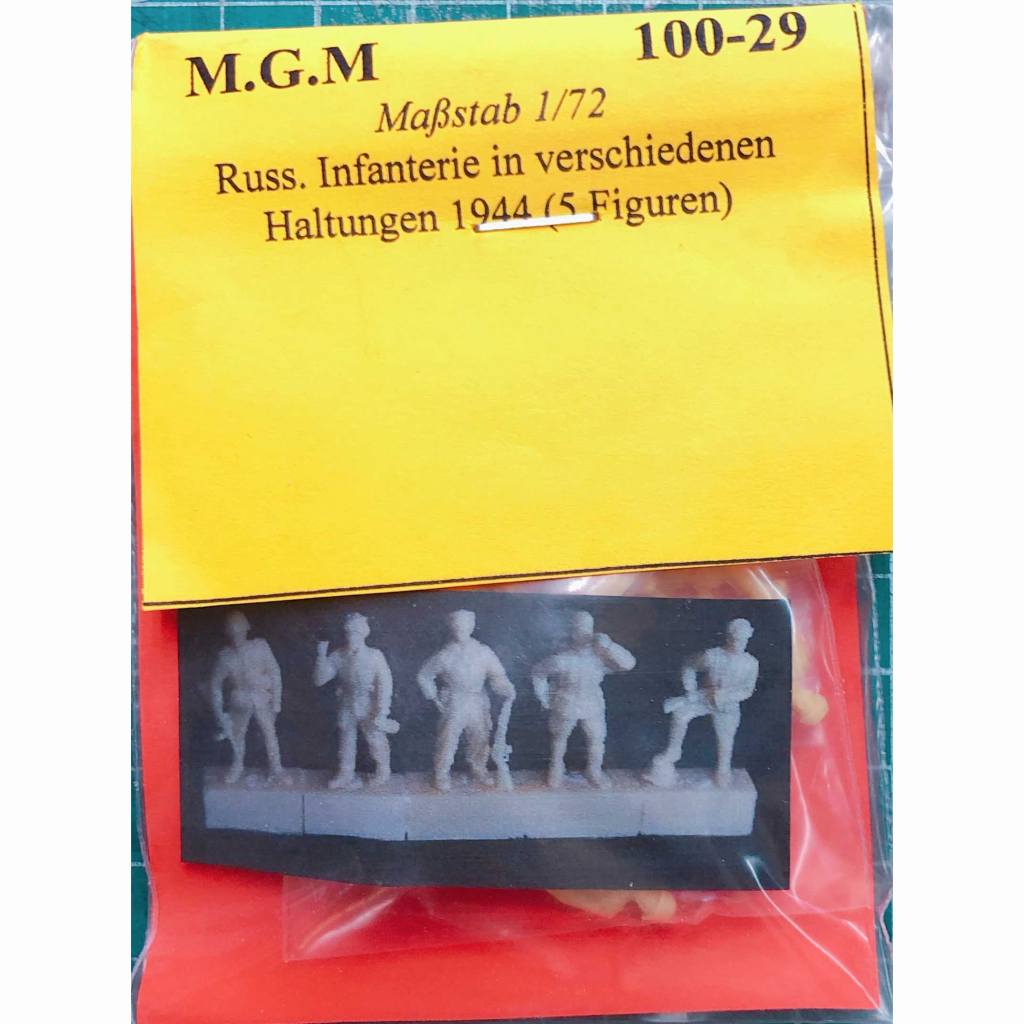 M.G.M 100-29
Maßstab 1/72
Russ. Infanterie in verschiedenen
Haltungen 1944 (5 Figuren)